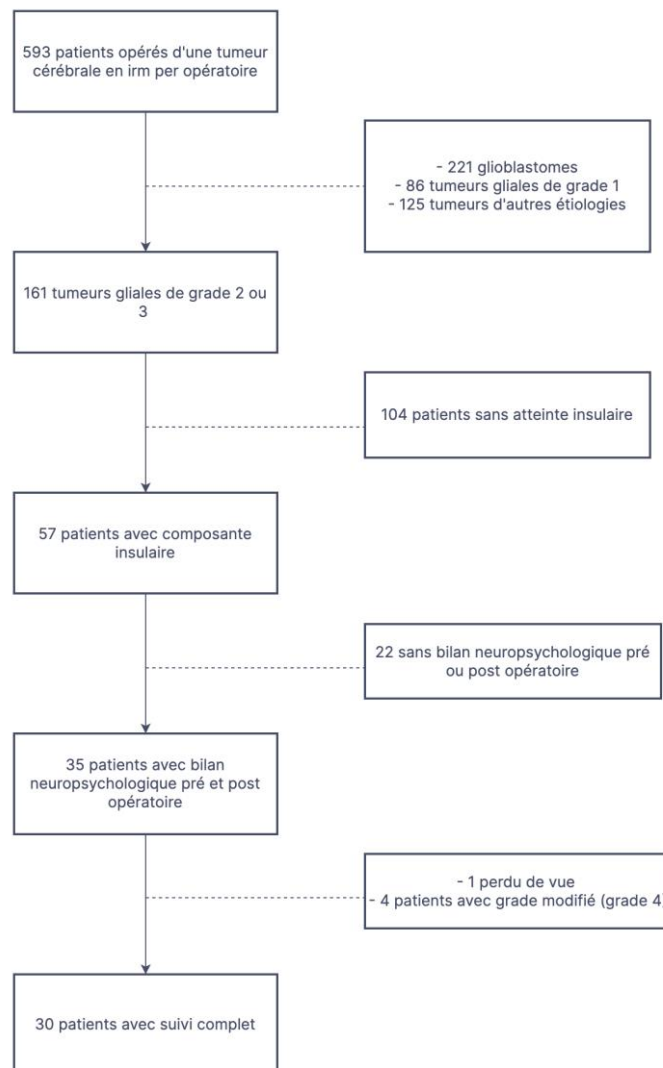 593 patients opérés d'une tumeur
cérébrale en irm per opératoire
- 221 glioblastomes
- 86 tumeurs gliales de grade 1
- 125 tumeurs d'autres étiologies
161 tumeurs gliales de grade 2 ou
3
104 patients sans atteinte insulaire
57 patients avec composante
insulaire
22 sans bilan neuropsychologique pré
ou post opératoire
35 patients avec bilan
neuropsychologique pré et post
opératoire
- 1 perdu de vue
- 4 patients avec grade modifié (grade 4)
30 patients avec suivi complet